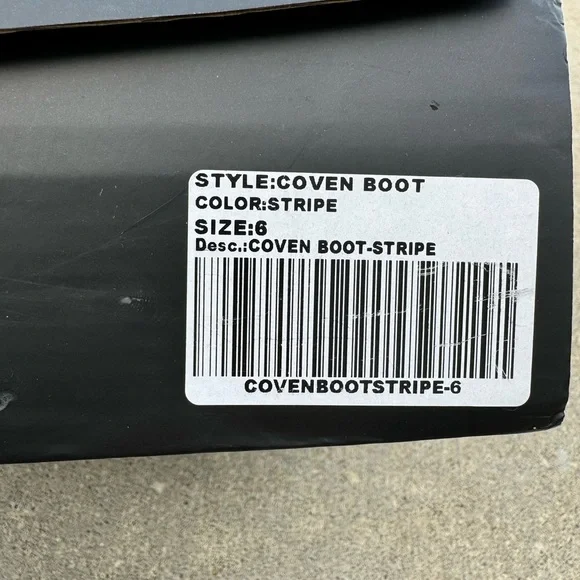 STYLE:COVEN BOOT
COLOR:STRIPE
SIZE:6
Desc.:COVEN BOOT-STRIPE
COVENBOOTSTRIPE-6